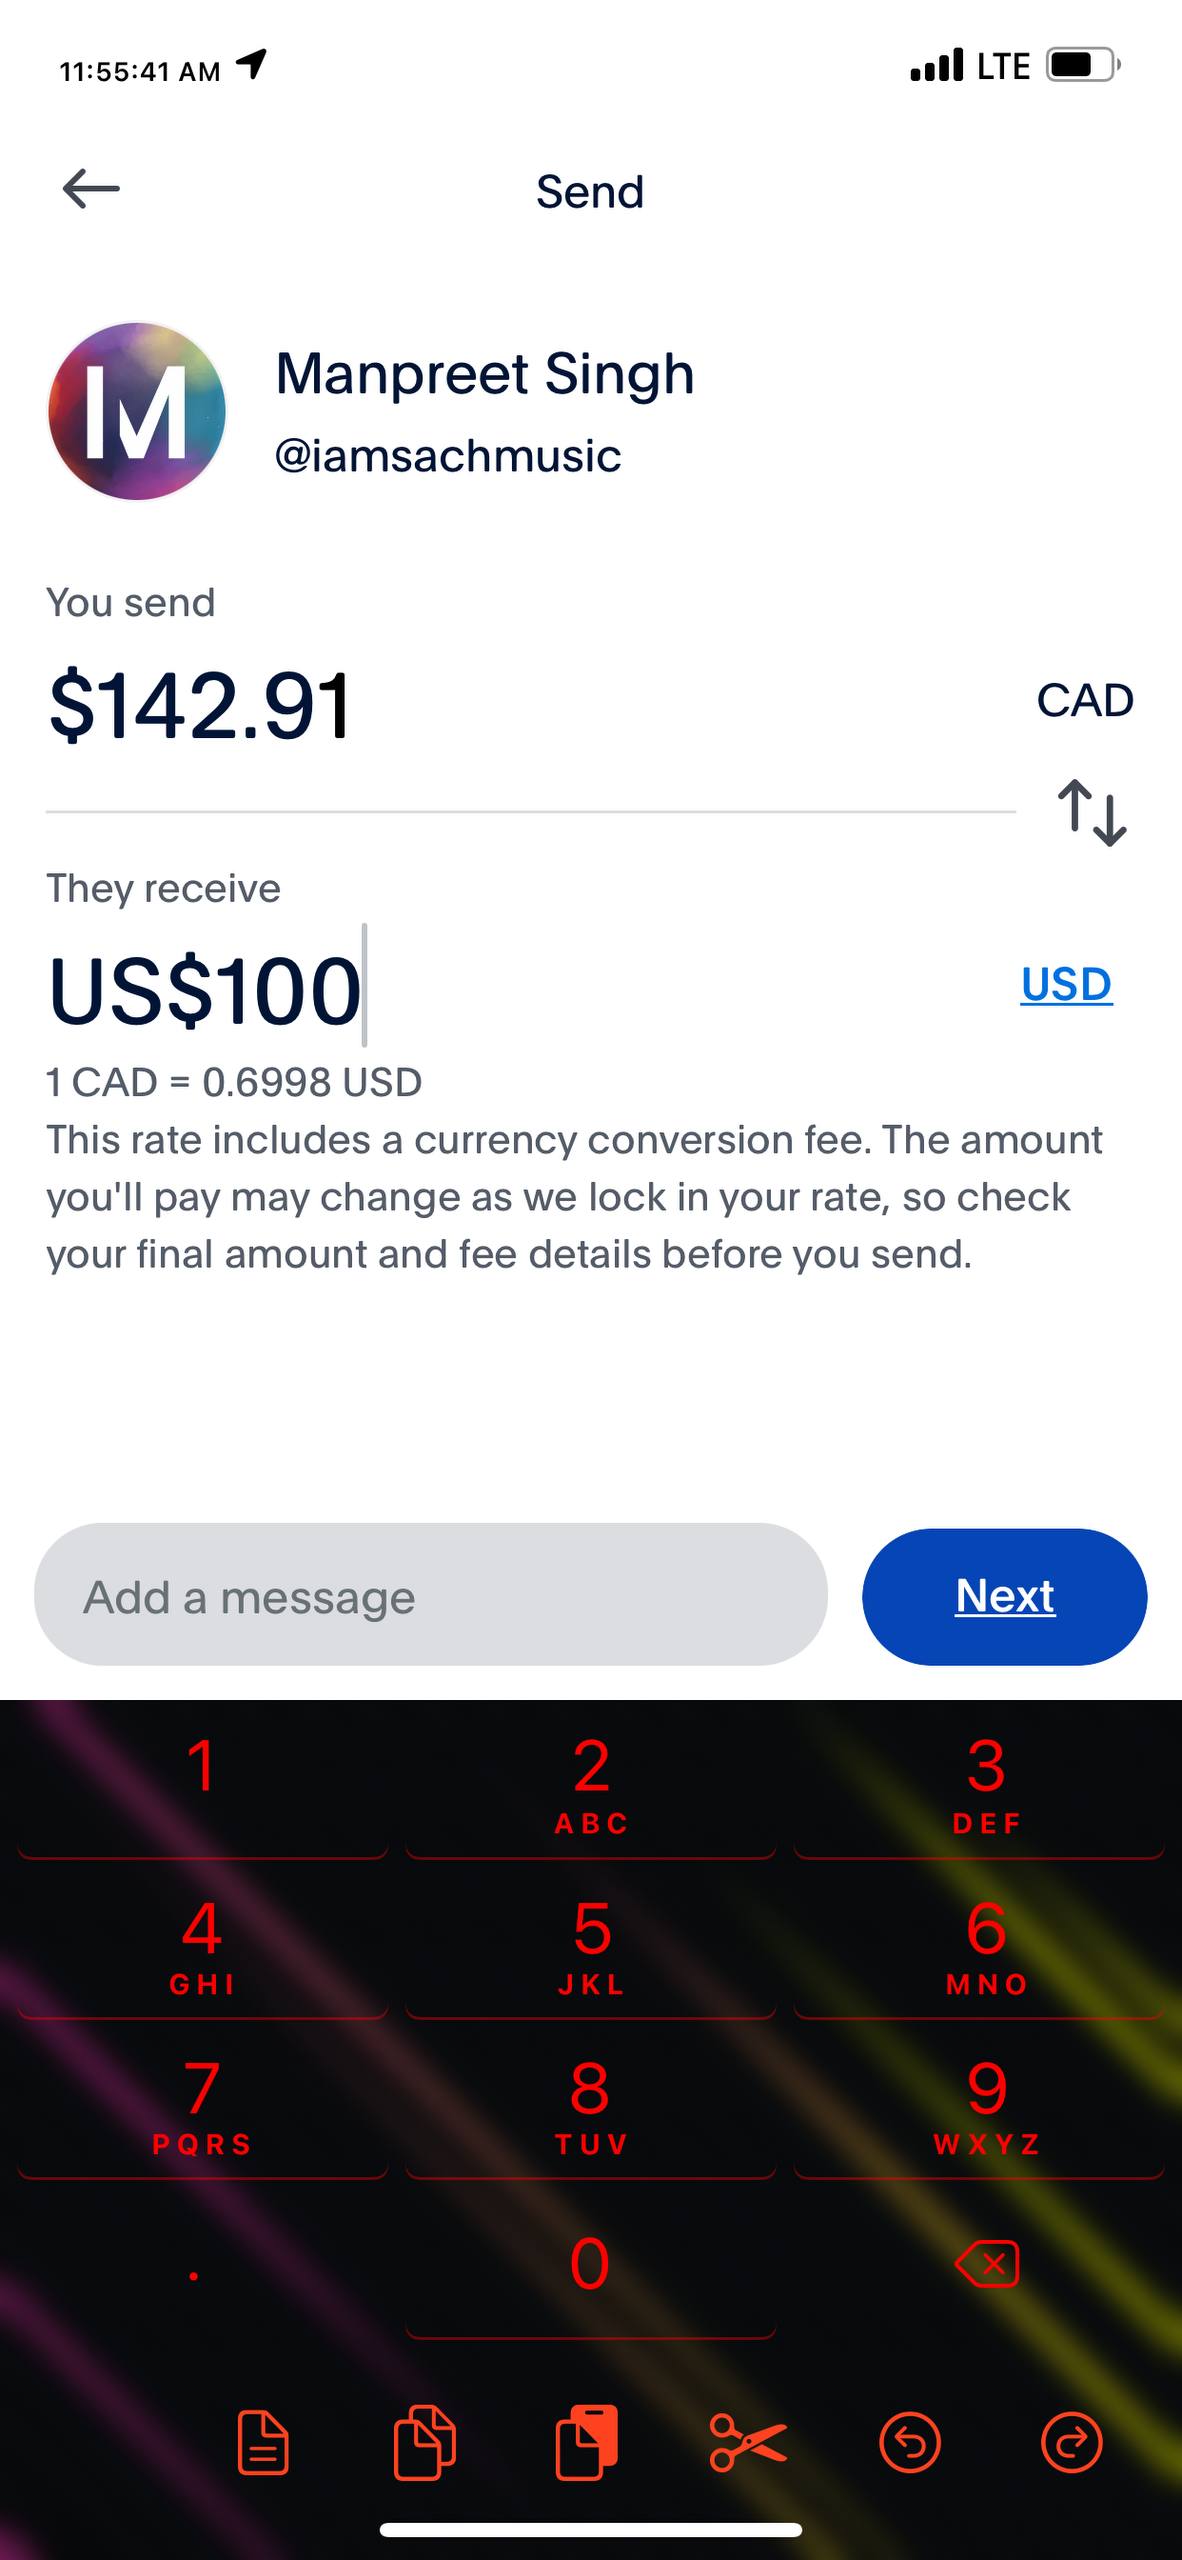 11:55:41 AM LTE
Send
M
Manpreet Singh
@iamsachmusic
You send
$142.91 CAD
They receive
US$100 USD
1 CAD = 0.6998 USD
This rate includes a currency conversion fee. The amount
you'll pay may change as we lock in your rate, so check
your final amount and fee details before you send.
Add a message Next
1 2 3
ABC DEF
4 5 6
GHI JKL MNO
7 8 9
PQRS TUV WXYZ
. 0